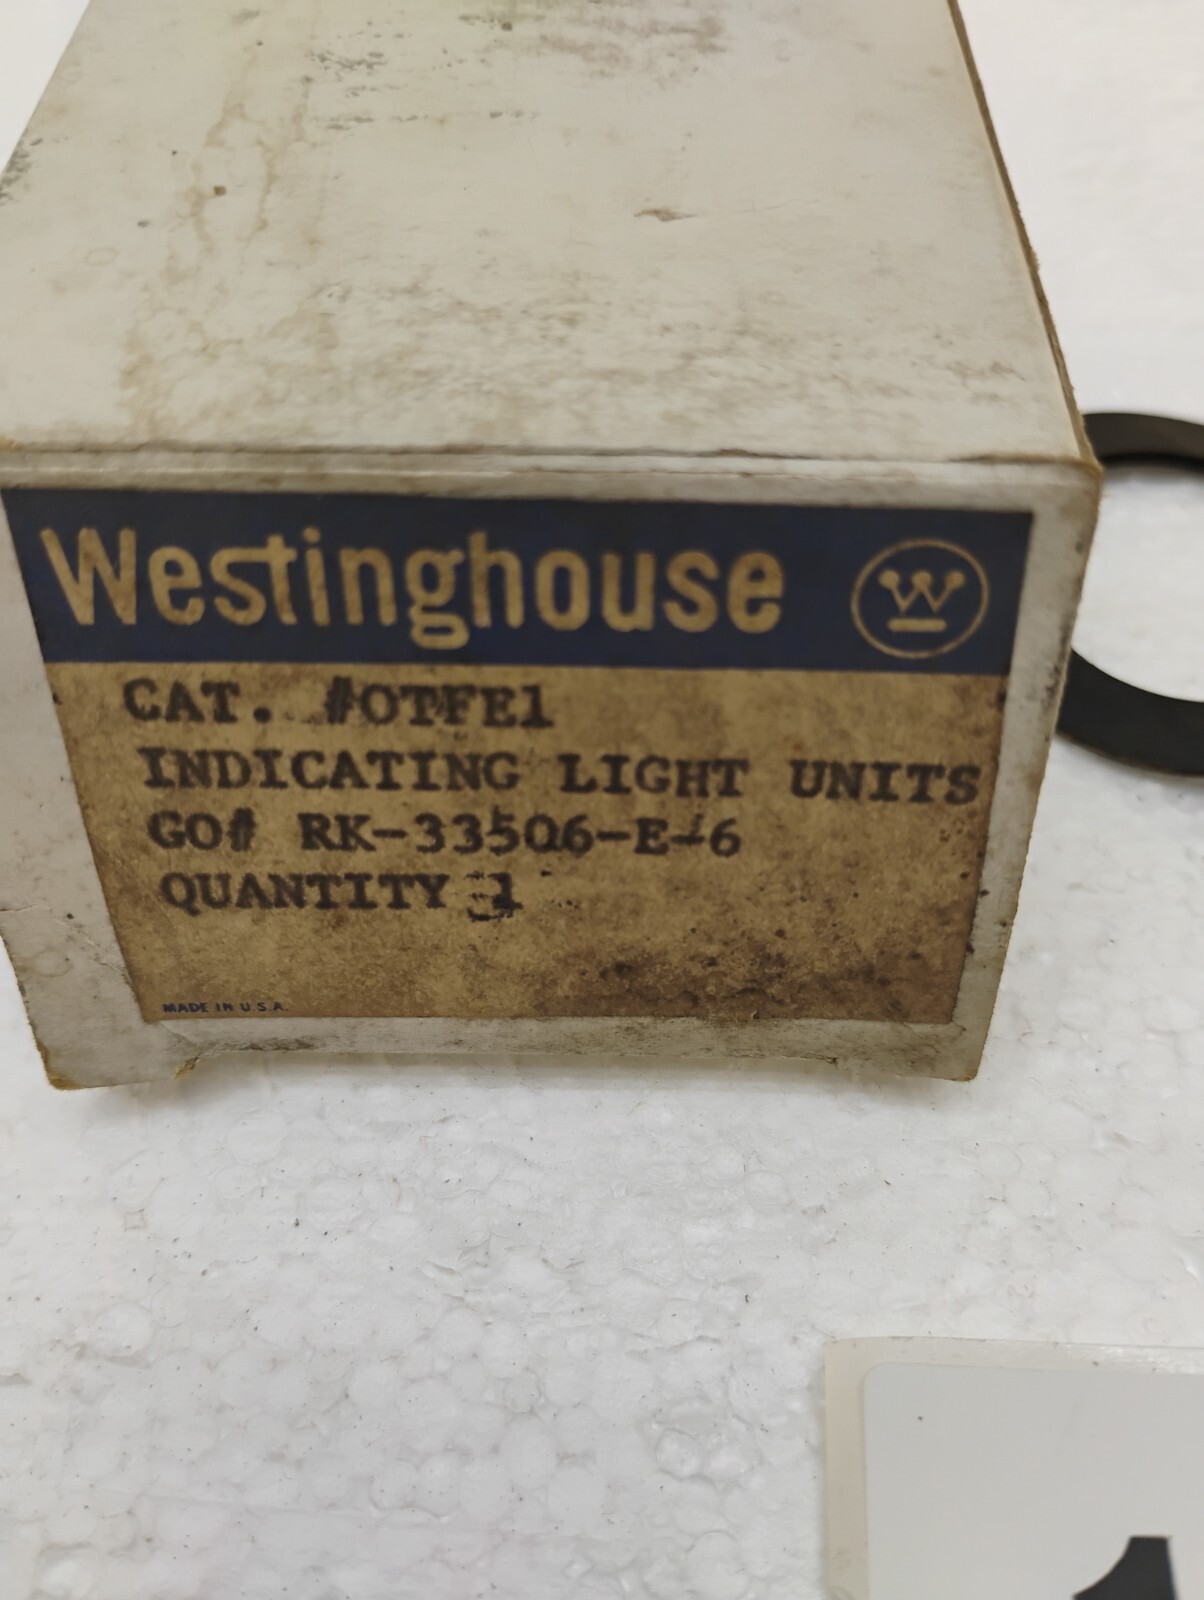 Westinghouse W
CAT. #OTFE1
INDICATING LIGHT UNITS
GO# RK-33506-E-6
QUANTITY 1
MADE IN U.S.A.